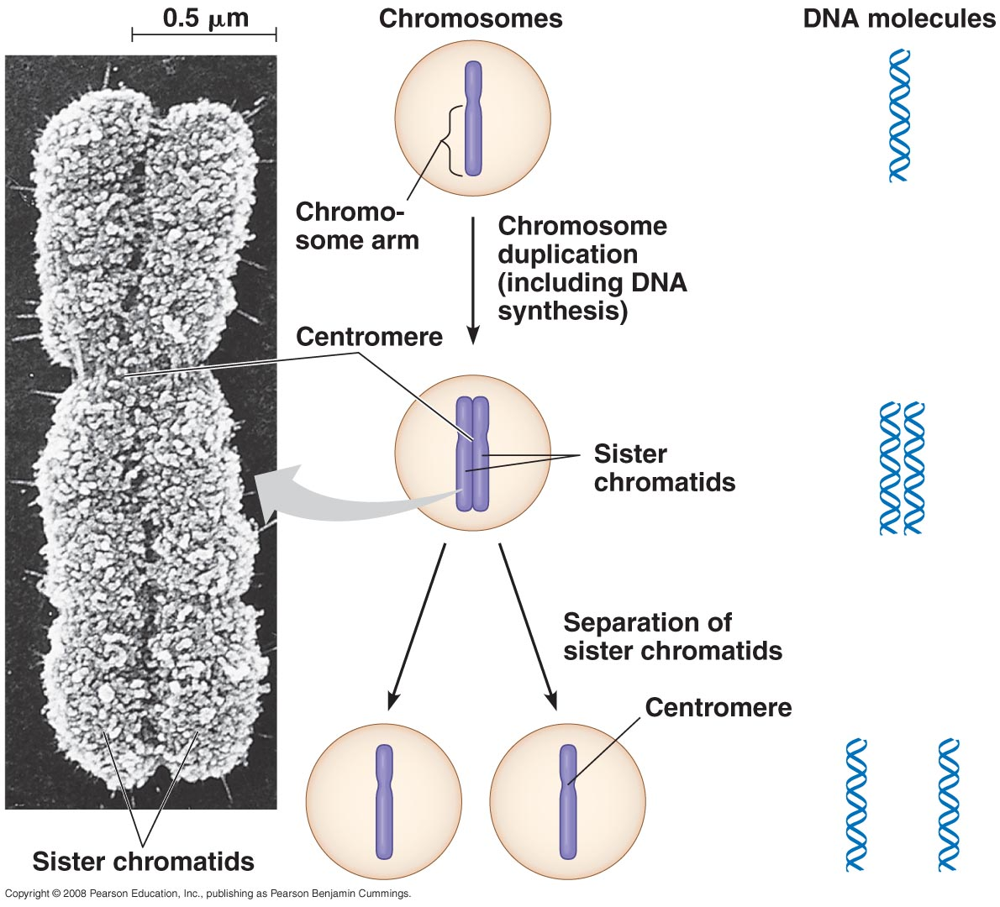 0.5 μm
Chromosomes
DNA molecules
Chromo-
some arm
Chromosome
duplication
(including DNA
synthesis)
Centromere
Sister
chromatids
Separation of
sister chromatids
Centromere
Sister chromatids
Copyright © 2008 Pearson Education, Inc., publishing as Pearson Benjamin Cummings.